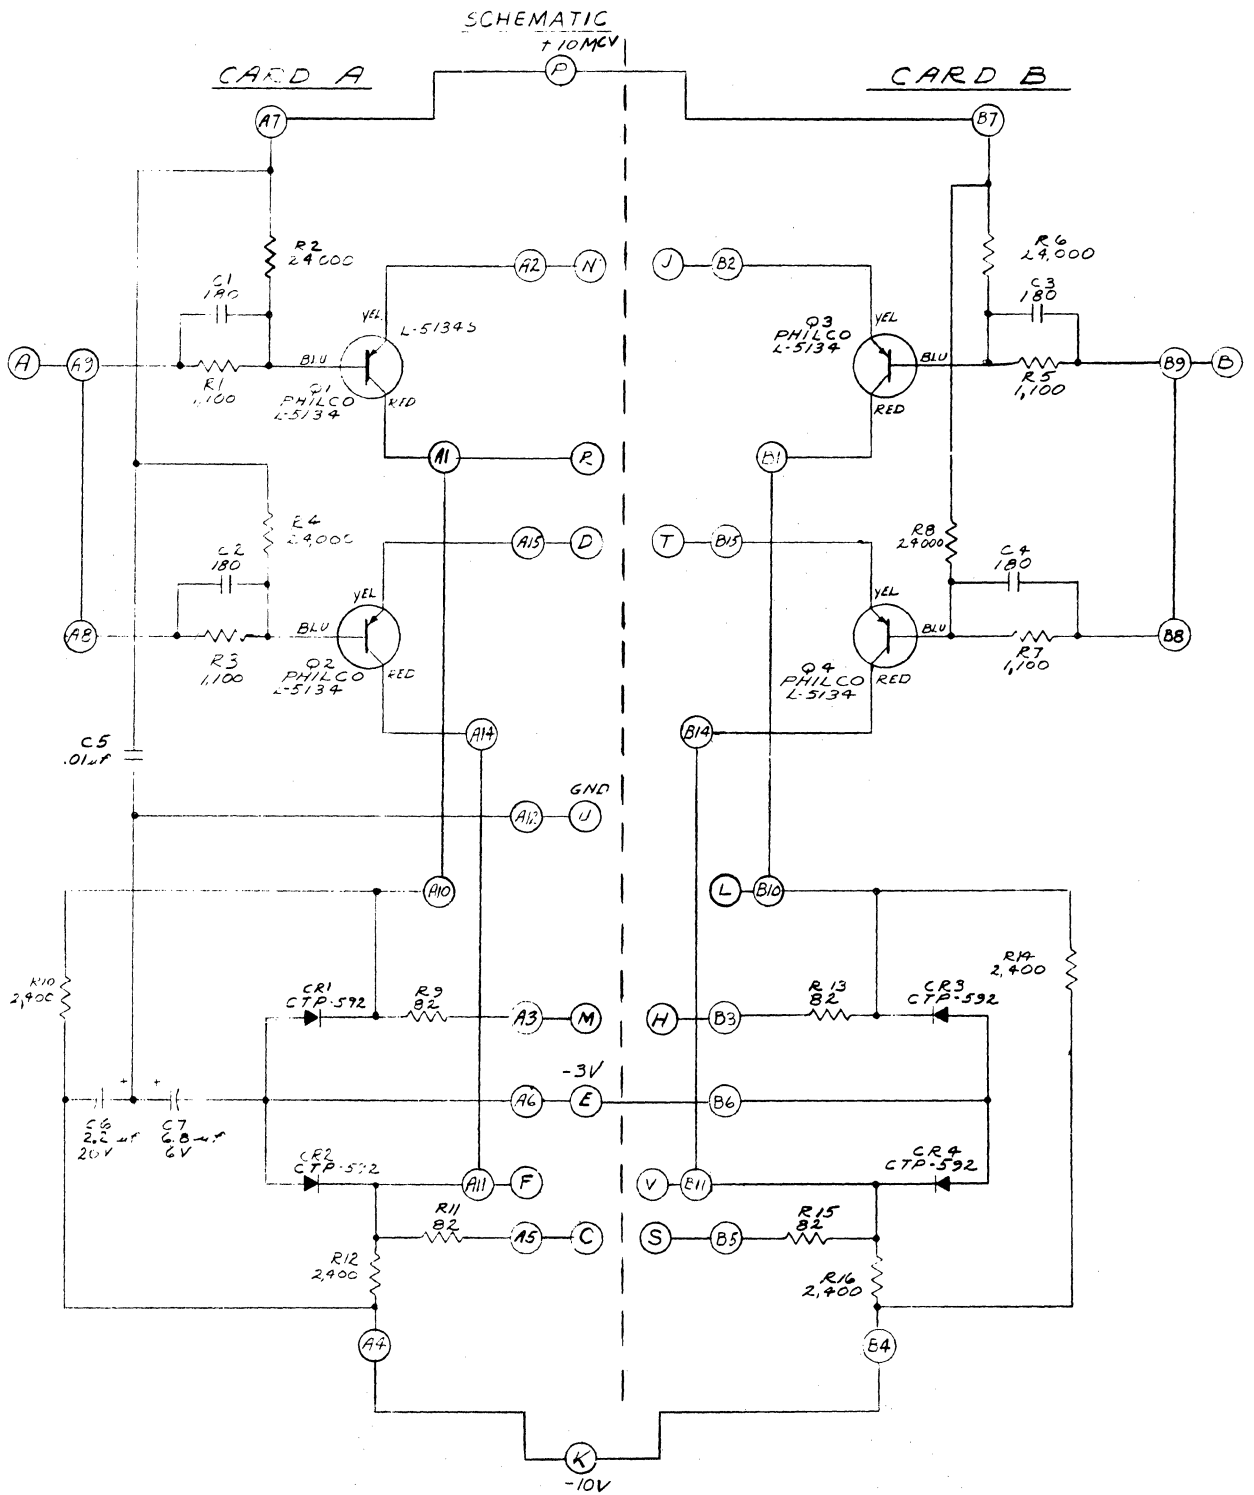 SCHEMATIC
+10MCV
P
CARD A
CARD B
A7
B7
R2
24000
R6
24,000
C1
180
A2
N
J
B2
C3
180
YEL
L-5134S
Q3
PHILCO
L-5134
YEL
A
A9
BLU
BLU
B9
B
R1
1,100
Q1
PHILCO
L-5134
RED
RED
R5
1,100
A1
R
B1
R4
24,000
R8
24000
C2
180
A15
D
T
B15
C4
180
YEL
YEL
A8
BLU
BLU
B8
R3
1,100
Q2
PHILCO
L-5134
RED
Q4
PHILCO
L-5134
RED
R7
1,100
A14
B14
C5
.01μf
GND
A12
U
A10
L
B10
R10
2,400
R14
2,400
CR1
CTP-592
R9
82
R13
82
CR3
CTP-592
A3
M
H
B3
-3V
+
+
A6
E
B6
C6
2.2 μf
20V
C7
6.8 μf
6V
CR2
CTP-592
CR4
CTP-592
A11
F
V
B11
R11
82
R15
82
A5
C
S
B5
R12
2,400
R16
2,400
A4
B4
K
-10V